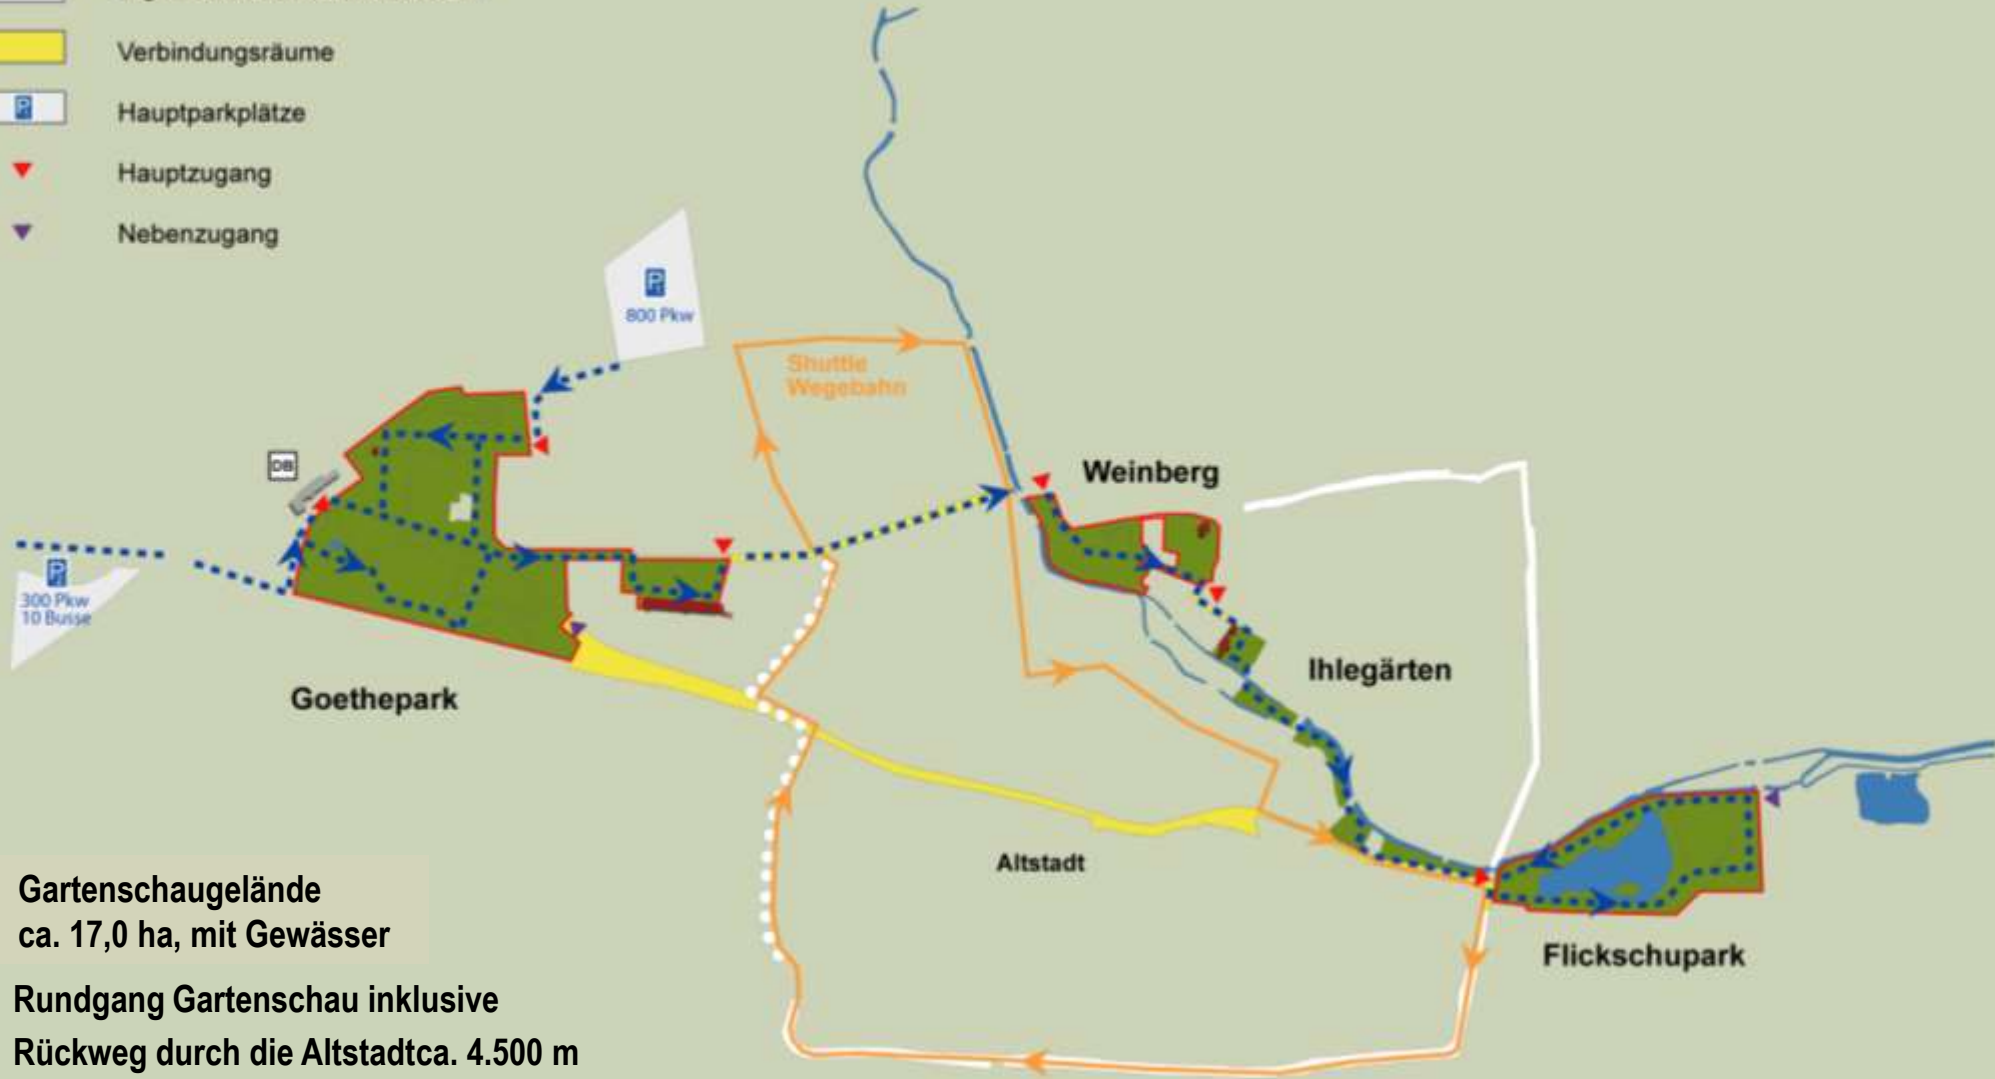 Verbindungsräume
P
Hauptparkplätze
Hauptzugang
Nebenzugang
P
800 Pkw
Shuttle
Wegebahn
DB
Weinberg
P
300 Pkw
10 Busse
Ihlegärten
Goethepark
Altstadt
Flickschupark
Gartenschaugelände
ca. 17,0 ha, mit Gewässer
Rundgang Gartenschau inklusive
Rückweg durch die Altstadtca. 4.500 m